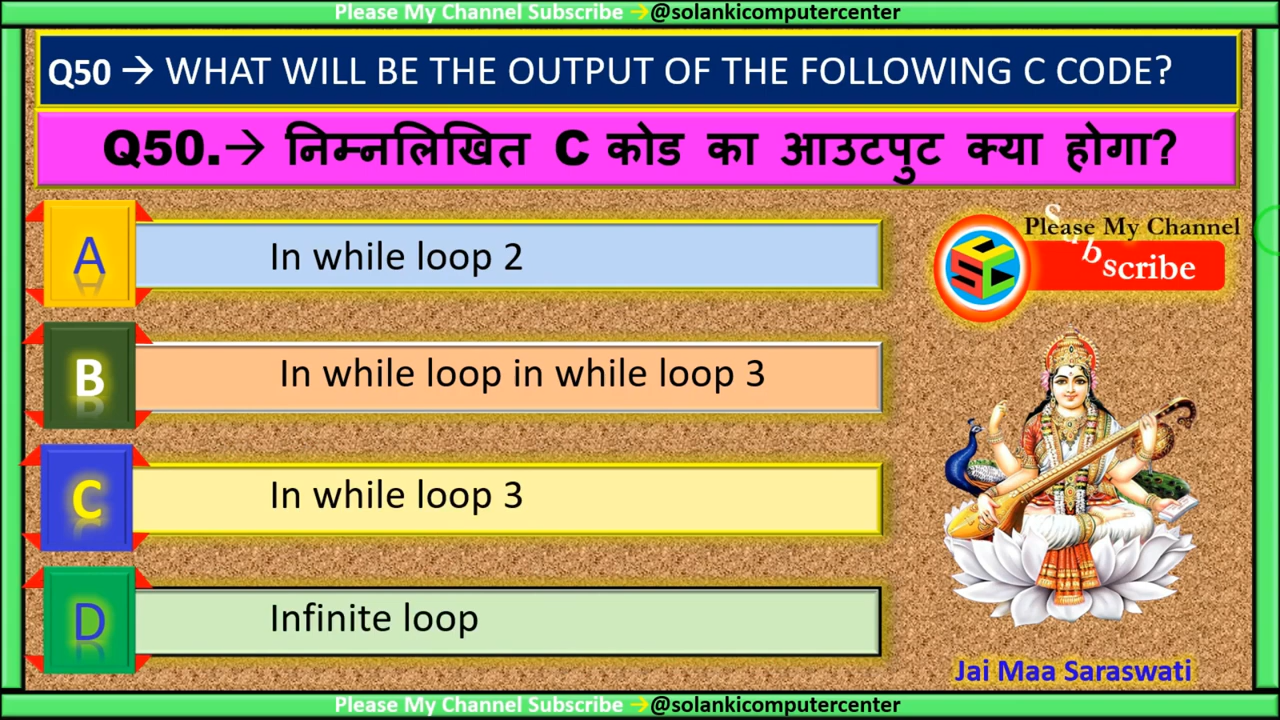 Please My Channel Subscribe →@solankicomputercenter
Q50 → WHAT WILL BE THE OUTPUT OF THE FOLLOWING C CODE?
Q50.→ निम्नलिखित C कोड का आउटपुट क्या होगा?
A In while loop 2
Please My Channel
Subscribe
SCC
B In while loop in while loop 3
C In while loop 3
D Infinite loop
Jai Maa Saraswati
Please My Channel Subscribe →@solankicomputercenter